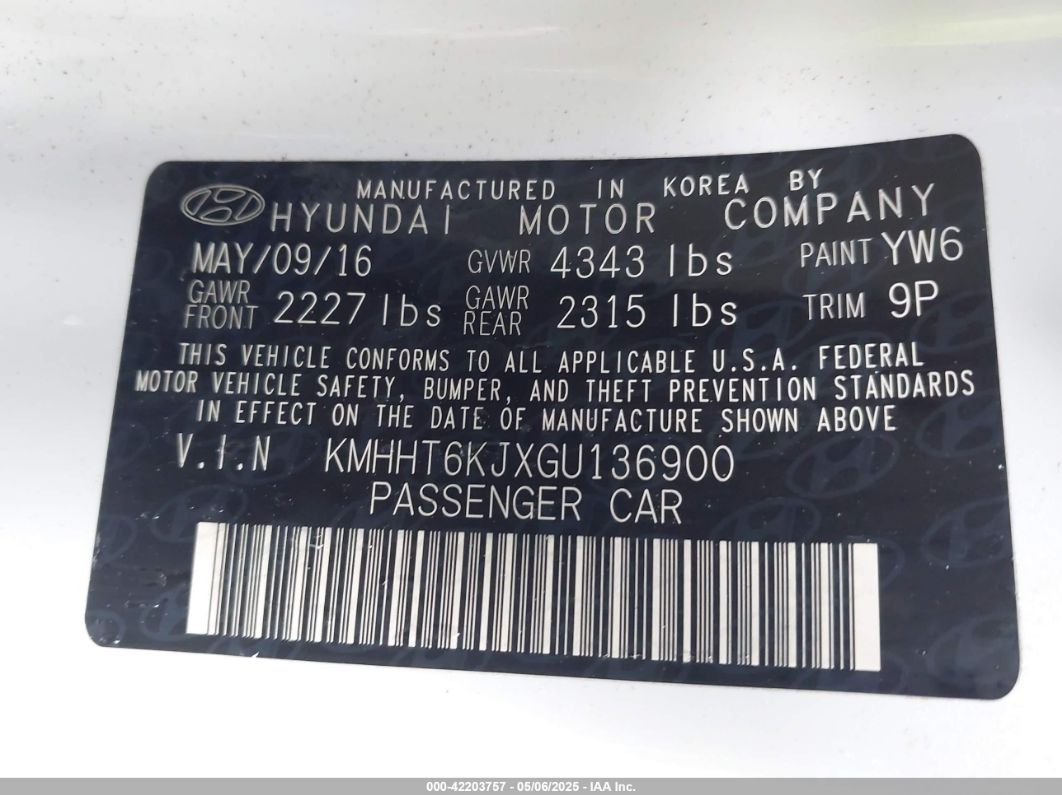 MANUFACTURED IN KOREA BY
HYUNDAI MOTOR COMPANY
MAY/09/16 GVWR 4343 lbs PAINT YW6
GAWR FRONT 2227 lbs GAWR REAR 2315 lbs TRIM 9P
THIS VEHICLE CONFORMS TO ALL APPLICABLE U.S.A. FEDERAL
MOTOR VEHICLE SAFETY, BUMPER, AND THEFT PREVENTION STANDARDS
IN EFFECT ON THE DATE OF MANUFACTURE SHOWN ABOVE
V.I.N KMHHT6KJXGU136900
PASSENGER CAR
000-42203757 - 05/06/2025 - IAA Inc.